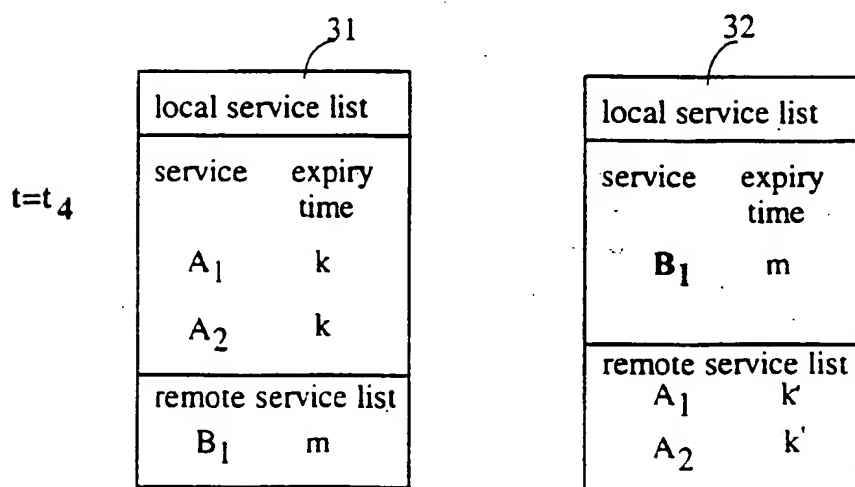 31
local service list
service expiry
time
A1 k
A2 k
remote service list
B1 m
t=t4
32
local service list
service expiry
time
B1 m
remote service list
A1 k'
A2 k'